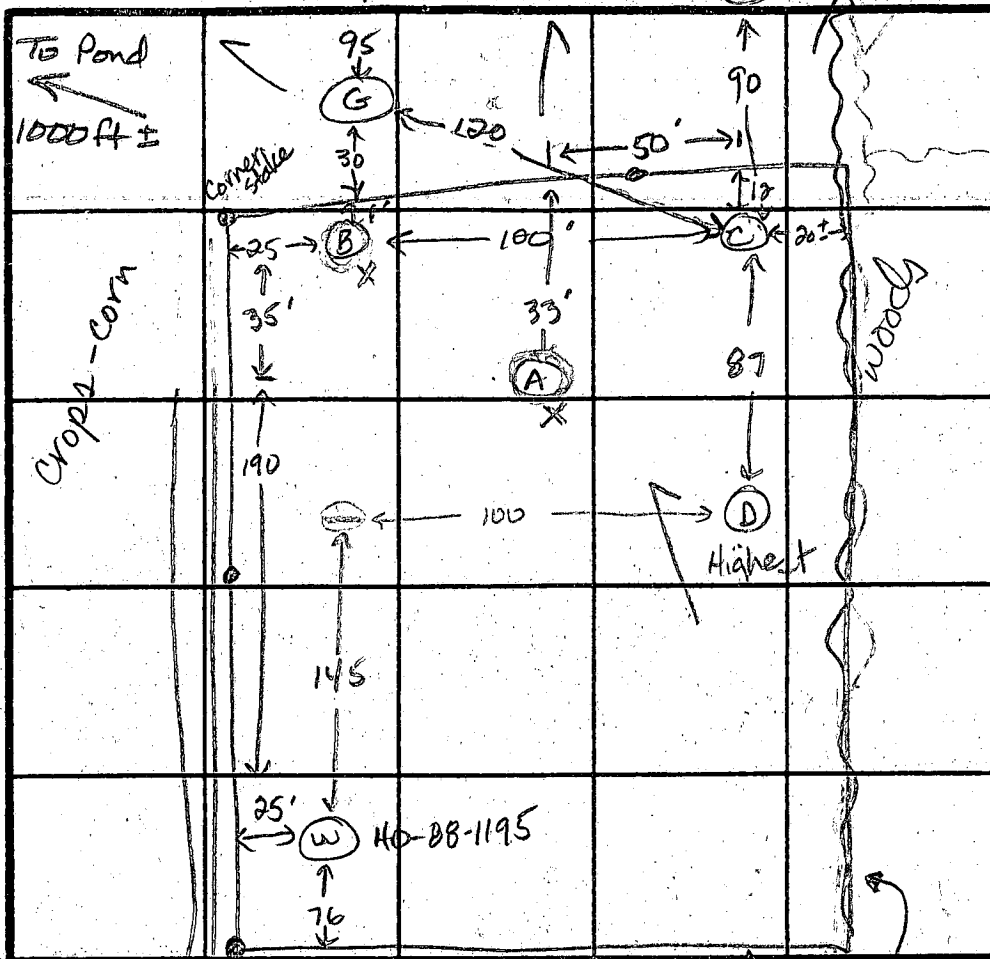 To Pond
1000 ft ±
95
G
90
120
50'
30
Corner
stake
12
25
B
100'
C
20±
X
35'
33'
87
A
X
Crops-corn
woods
190
100
D
Highest
145
25'
W HO-88-1195
76